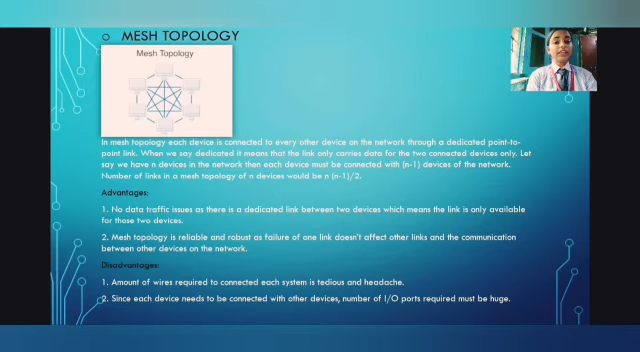 MESH TOPOLOGY
Mesh Topology
In mesh topology each device is connected to every other device on the network through a dedicated point-to-
point link. When we say dedicated it means that the link only carries data for the two connected devices only. Let
say we have n devices in the network then each device must be connected with (n-1) devices of the network.
Number of links in a mesh topology of n devices would be n (n-1)/2.
Advantages:
1. No data traffic issues as there is a dedicated link between two devices which means the link is only available
for those two devices.
2. Mesh topology is reliable and robust as failure of one link doesn't affect other links and the communication
between other devices on the network.
Disadvantages:
1. Amount of wires required to connected each system is tedious and headache.
2. Since each device needs to be connected with other devices, number of I/O ports required must be huge.